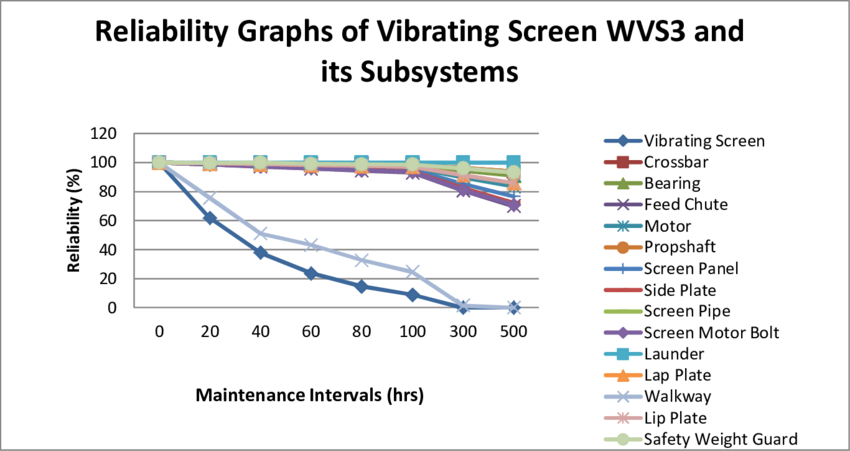 Reliability Graphs of Vibrating Screen WVS3 and
its Subsystems
120
100
80
60
40
20
0
Reliability (%)
0 20 40 60 80 100 300 500
Maintenance Intervals (hrs)
Vibrating Screen
Crossbar
Bearing
Feed Chute
Motor
Propshaft
Screen Panel
Side Plate
Screen Pipe
Screen Motor Bolt
Launder
Lap Plate
Walkway
Lip Plate
Safety Weight Guard